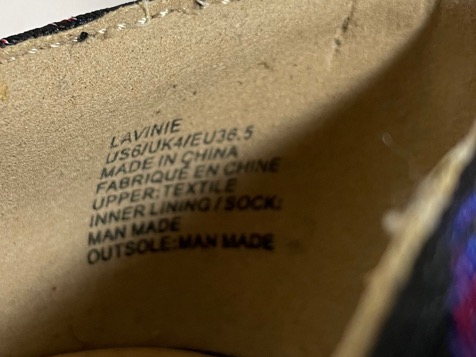 LAVINIE
US6/UK4/EU36.5
MADE IN CHINA
FABRIQUÉ EN CHINE
UPPER:TEXTILE
INNER LINING/SOCK:
MAN MADE
OUTSOLE:MAN MADE